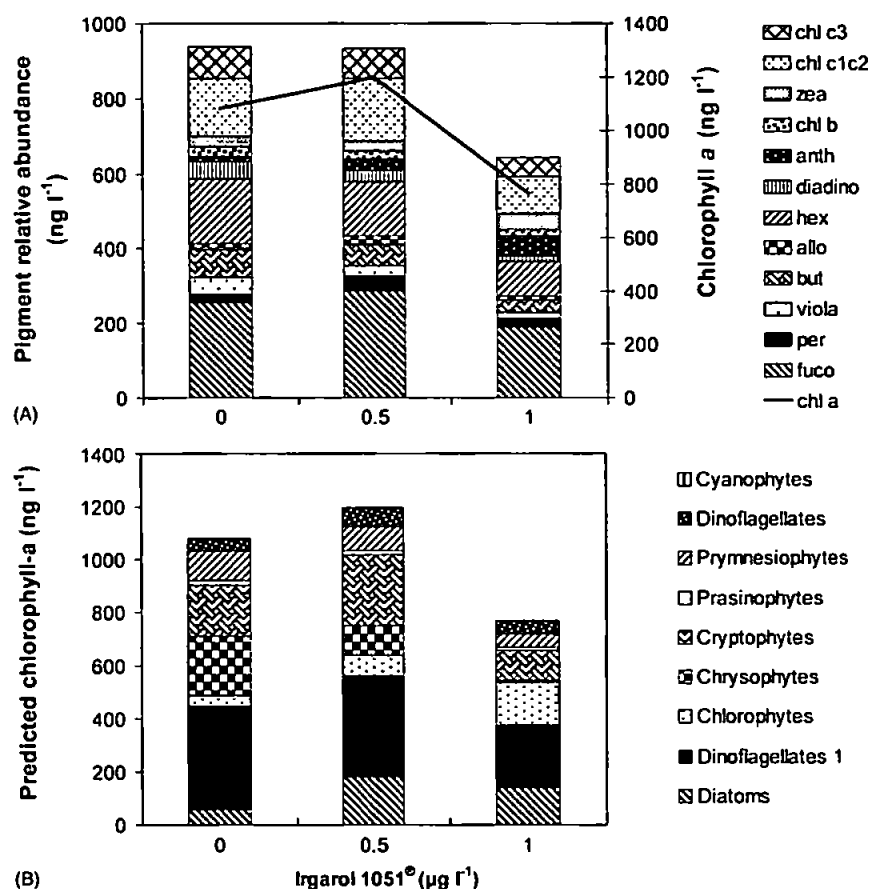 Pigment relative abundance (ng l⁻¹)
1000
800
600
400
200
0
0
0.5
1
1400
1200
1000
800
600
400
200
0
Chlorophyll a (ng l⁻¹)
chl c3
chl c1c2
zea
chl b
anth
diadino
hex
allo
but
viola
per
fuco
chl a
(A)
Predicted chlorophyll-a (ng l⁻¹)
1400
1200
1000
800
600
400
200
0
0
0.5
1
Cyanophytes
Dinoflagellates
Prymnesiophytes
Prasinophytes
Cryptophytes
Chrysophytes
Chlorophytes
Dinoflagellates 1
Diatoms
(B)
Irgarol 1051® (µg l⁻¹)